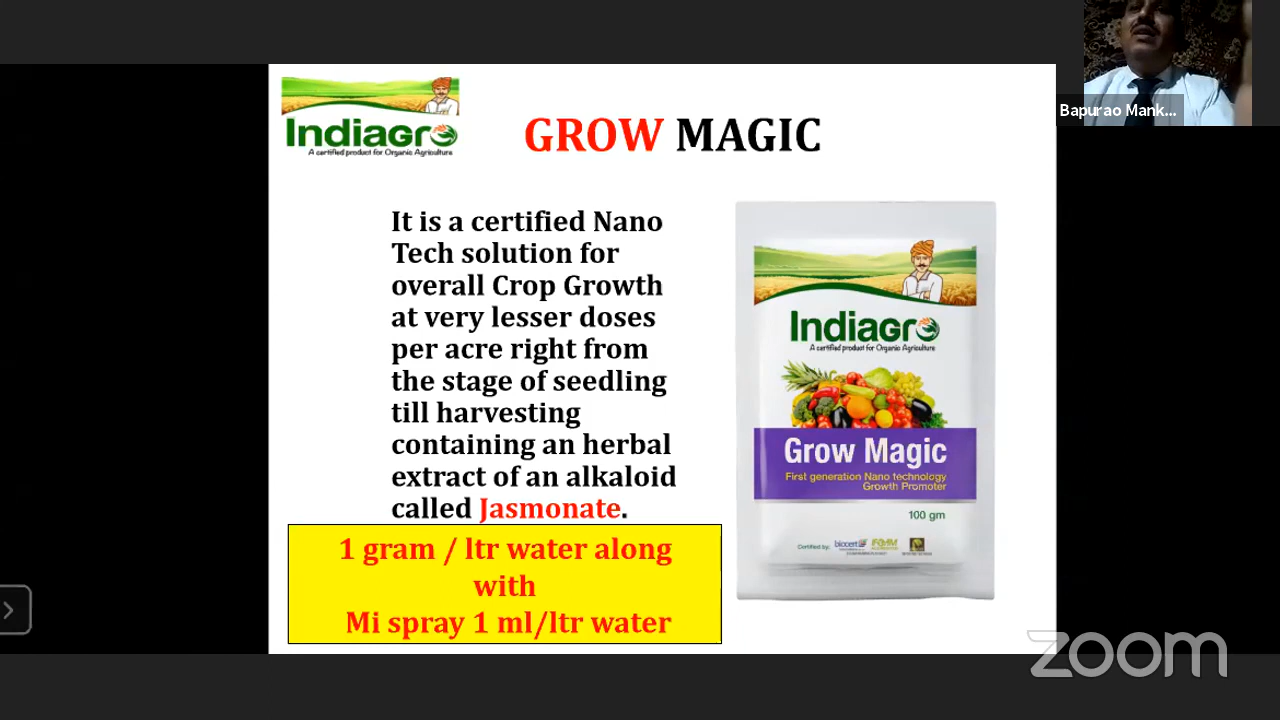 Bapurao Mank...
Indiagro
A certified product for Organic Agriculture
GROW MAGIC
It is a certified Nano
Tech solution for
overall Crop Growth
at very lesser doses
per acre right from
the stage of seedling
till harvesting
containing an herbal
extract of an alkaloid
called Jasmonate.
1 gram / ltr water along
with
Mi spray 1 ml/ltr water
Indiagro
A certified product for Organic Agriculture
Grow Magic
First generation Nano technology
Growth Promoter
100 gm
Certified by:
biocert
zoom